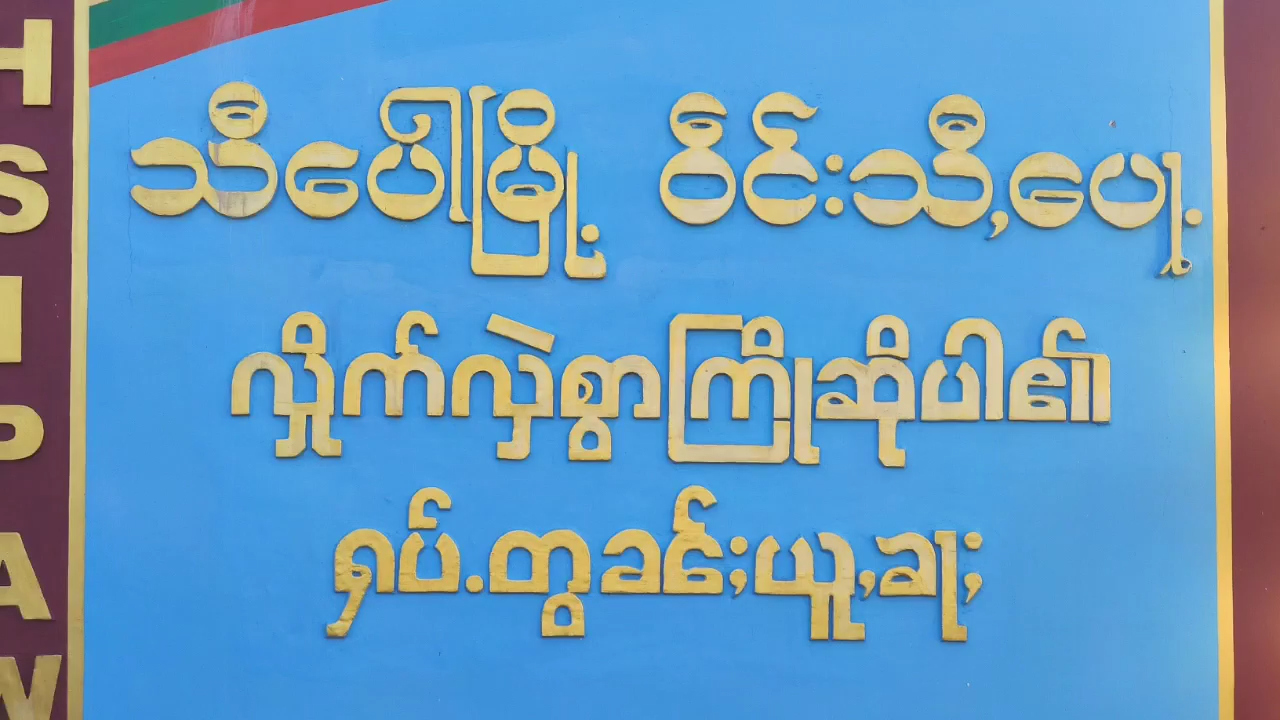 သီပေါမြို့ ဝဵင်းသီႇပေႃႉ
လှိုက်လှဲစွာကြိုဆိုပါ၏
ႁပ်ႉတွၼ်ႈယူႇၶႃႈ
HSIPAW